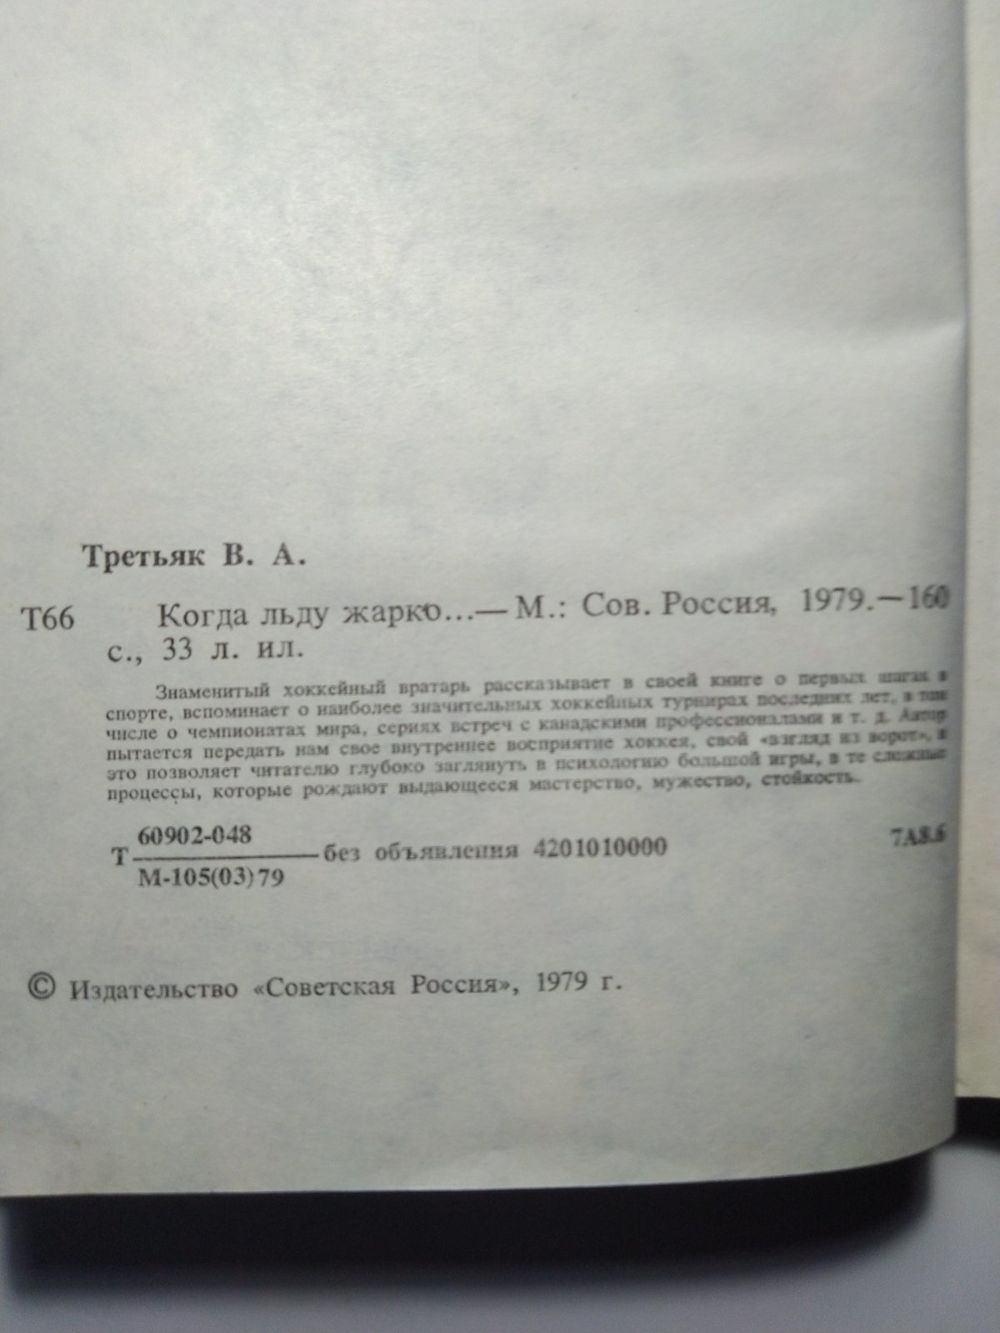 Третьяк В. А.
Т66 Когда льду жарко...— М.: Сов. Россия, 1979.—160
с., 33 л. ил.
Знаменитый хоккейный вратарь рассказывает в своей книге о первых шагах в
спорте, вспоминает о наиболее значительных хоккейных турнирах последних лет, в том
числе о чемпионатах мира, сериях встреч с канадскими профессионалами и т. д. Автор
пытается передать нам свое внутреннее восприятие хоккея, свой «взгляд из ворот», и
это позволяет читателю глубоко заглянуть в психологию большой игры, в те сложные
процессы, которые рождают выдающееся мастерство, мужество, стойкость.
60902-048
Т———без объявления 4201010000 7А8.6
М-105(03)79
© Издательство «Советская Россия», 1979 г.